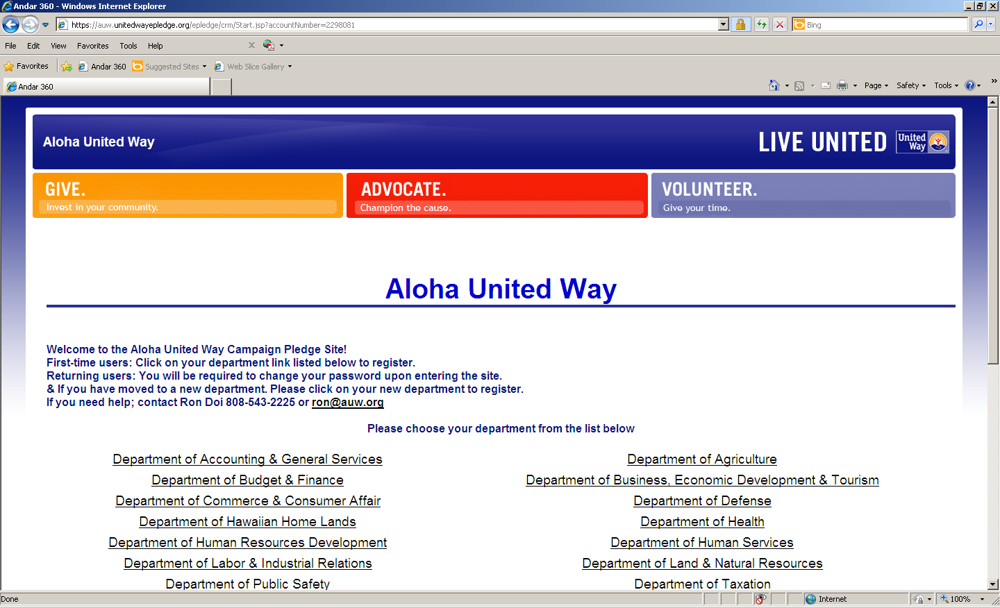 Andar 360 - Windows Internet Explorer
https://auw.unitedwayepledge.org/epledge/crm/Start.jsp?accountNumber=2298081
Bing
File Edit View Favorites Tools Help
Favorites Andar 360 Suggested Sites Web Slice Gallery
Andar 360
Page Safety Tools
Aloha United Way
LIVE UNITED
United
Way
GIVE.
Invest in your community.
ADVOCATE.
Champion the cause.
VOLUNTEER.
Give your time.
Aloha United Way
Welcome to the Aloha United Way Campaign Pledge Site!
First-time users: Click on your department link listed below to register.
Returning users: You will be required to change your password upon entering the site.
& If you have moved to a new department. Please click on your new department to register.
If you need help; contact Ron Doi 808-543-2225 or ron@auw.org
Please choose your department from the list below
Department of Accounting & General Services
Department of Agriculture
Department of Budget & Finance
Department of Business, Economic Development & Tourism
Department of Commerce & Consumer Affair
Department of Defense
Department of Hawaiian Home Lands
Department of Health
Department of Human Resources Development
Department of Human Services
Department of Labor & Industrial Relations
Department of Land & Natural Resources
Department of Public Safety
Department of Taxation
Done
Internet
100%